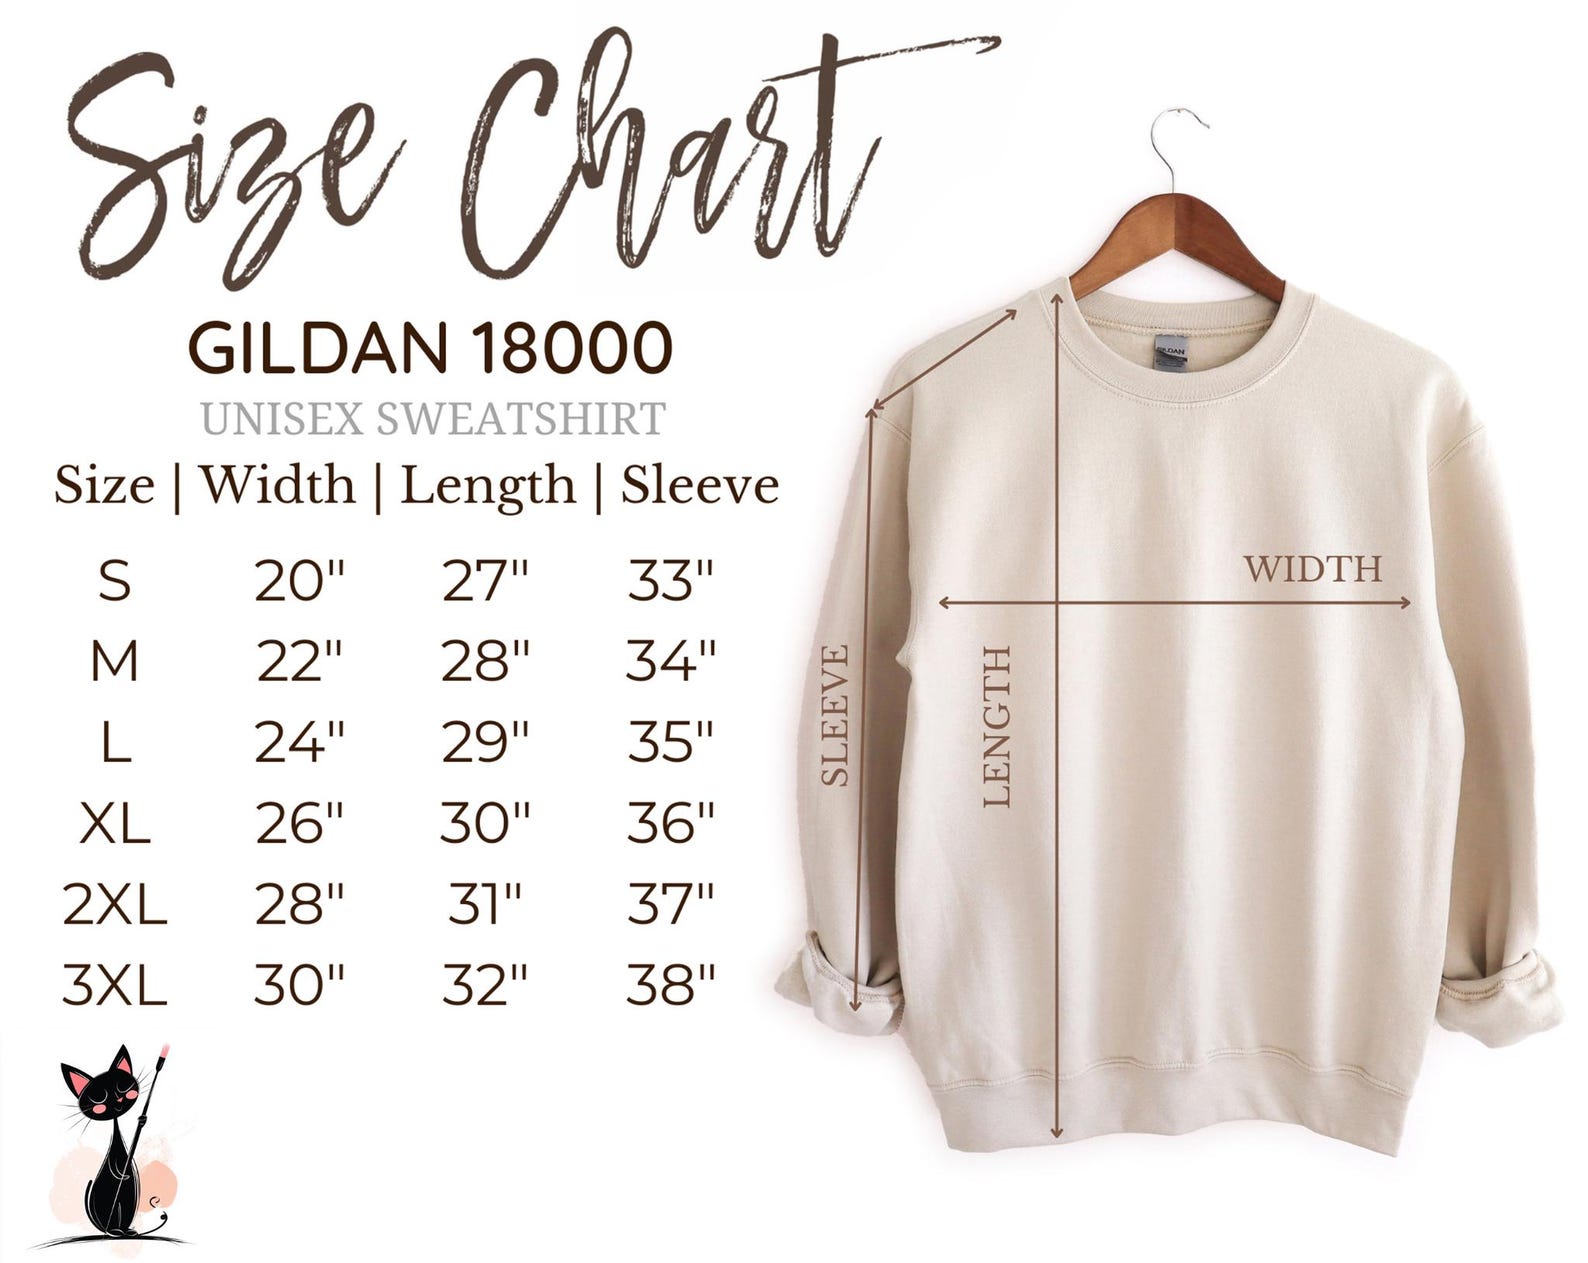 Size Chart
GILDAN 18000
UNISEX SWEATSHIRT
Size | Width | Length | Sleeve
S 20" 27" 33"
M 22" 28" 34"
L 24" 29" 35"
XL 26" 30" 36"
2XL 28" 31" 37"
3XL 30" 32" 38"
GILDAN
WIDTH
SLEEVE
LENGTH